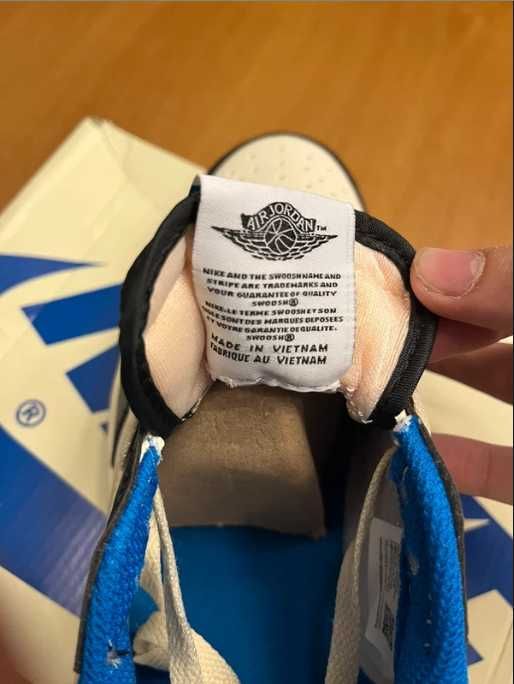 AIR JORDAN TM
NIKE AND THE SWOOSH NAME AND
STRIPE ARE TRADEMARKS AND
YOUR GUARANTEE OF QUALITY
SWOOSH®
NIKE: LE TERME SWOOSH ET SON
SONT DES MARQUES DEPOSEES
ET VOTRE GARANTIE DE QUALITE.
SWOOSH®
MADE IN VIETNAM
FABRIQUE AU VIETNAM
®